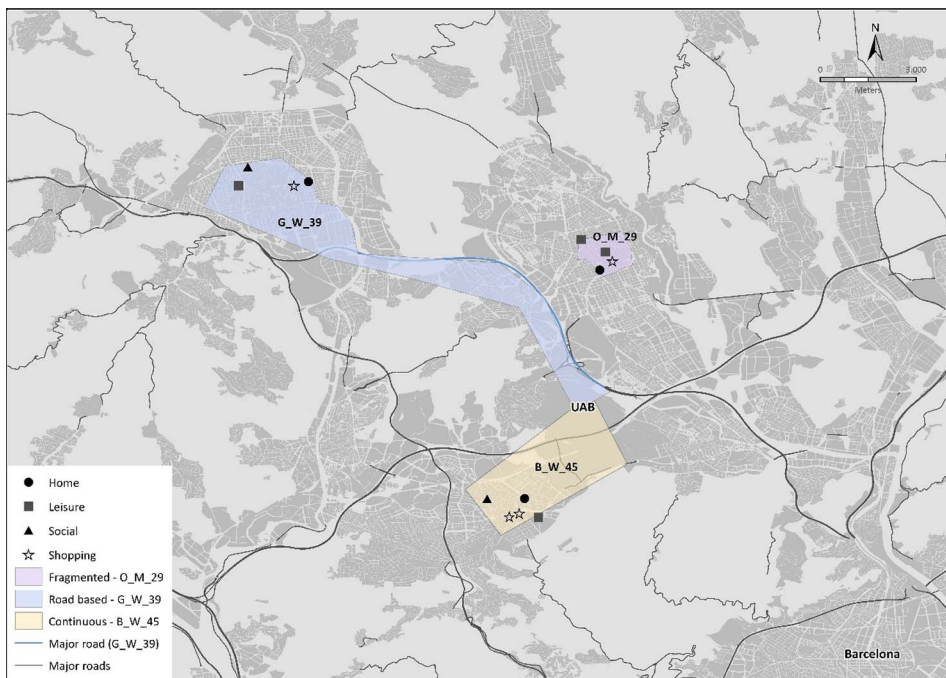 N
0 3,000
Meters
G_W_39
O_M_29
UAB
B_W_45
Home
Leisure
Social
Shopping
Fragmented - O_M_29
Road based - G_W_39
Continuous - B_W_45
Major road (G_W_39)
Major roads
Barcelona